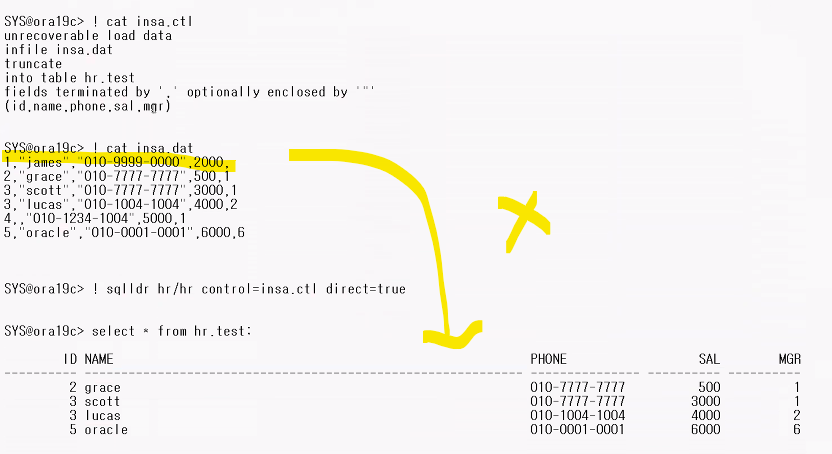 SYS@ora19c> ! cat insa.ctl
unrecoverable load data
infile insa.dat
truncate
into table hr.test
fields terminated by ',' optionally enclosed by '"'
(id,name,phone,sal,mgr)
SYS@ora19c> ! cat insa.dat
1,"james","010-9999-0000",2000,
2,"grace","010-7777-7777",500,1
3,"scott","010-7777-7777",3000,1
3,"lucas","010-1004-1004",4000,2
4,,"010-1234-1004",5000,1
5,"oracle","010-0001-0001",6000,6
SYS@ora19c> ! sqlldr hr/hr control=insa.ctl direct=true
SYS@ora19c> select * from hr.test;
ID NAME PHONE SAL MGR
---------- -------------------------------------------------- -------------------- ---------- ----------
2 grace 010-7777-7777 500 1
3 scott 010-7777-7777 3000 1
3 lucas 010-1004-1004 4000 2
5 oracle 010-0001-0001 6000 6